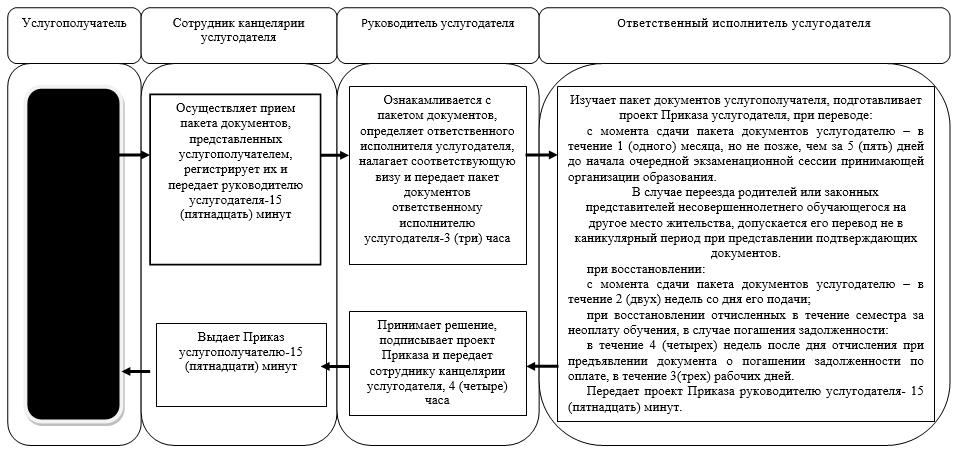 Услугополучатель
Сотрудник канцелярии
услугодателя
Руководитель услугодателя
Ответственный исполнитель услугодателя
Осуществляет прием
пакета документов,
представленных
услугополучателем,
регистрирует их и
передает руководителю
услугодателя-15
(пятнадцать) минут
Ознакамливается с
пакетом документов,
определяет ответственного
исполнителя услугодателя,
налагает соответствующую
визу и передает пакет
документов
ответственному
исполнителю
услугодателя-3 (три) часа
Изучает пакет документов услугополучателя, подготавливает
проект Приказа услугодателя, при переводе:
с момента сдачи пакета документов услугодателю – в
течение 1 (одного) месяца, но не позже, чем за 5 (пять) дней
до начала очередной экзаменационной сессии принимающей
организации образования.
В случае переезда родителей или законных
представителей несовершеннолетнего обучающегося на
другое место жительства, допускается его перевод не в
каникулярный период при представлении подтверждающих
документов.
при восстановлении:
с момента сдачи пакета документов услугодателю – в
течение 2 (двух) недель со дня его подачи;
при восстановлении отчисленных в течение семестра за
неоплату обучения, в случае погашения задолженности:
в течение 4 (четырех) недель после дня отчисления при
предъявлении документа о погашении задолженности по
оплате, в течение 3(трех) рабочих дней.
Передает проект Приказа руководителю услугодателя- 15
(пятнадцать) минут.
Принимает решение,
подписывает проект
Приказа и передает
сотруднику канцелярии
услугодателя, 4 (четыре)
часа
Выдает Приказ
услугополучателю-15
(пятнадцати) минут